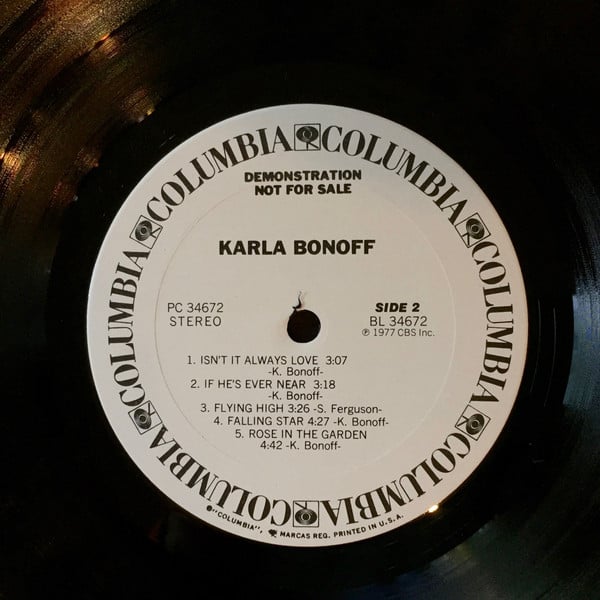 COLUMBIA COLUMBIA COLUMBIA COLUMBIA COLUMBIA COLUMBIA COLUMBIA COLUMBIA
DEMONSTRATION
NOT FOR SALE
KARLA BONOFF
PC 34672
STEREO
SIDE 2
BL 34672
℗ 1977 CBS Inc.
1. ISN'T IT ALWAYS LOVE 3:07
-K. Bonoff-
2. IF HE'S EVER NEAR 3:18
-K. Bonoff-
3. FLYING HIGH 3:26 -S. Ferguson-
4. FALLING STAR 4:27 -K. Bonoff-
5. ROSE IN THE GARDEN
4:42 -K. Bonoff-
"COLUMBIA", MARCAS REG. PRINTED IN U.S.A.